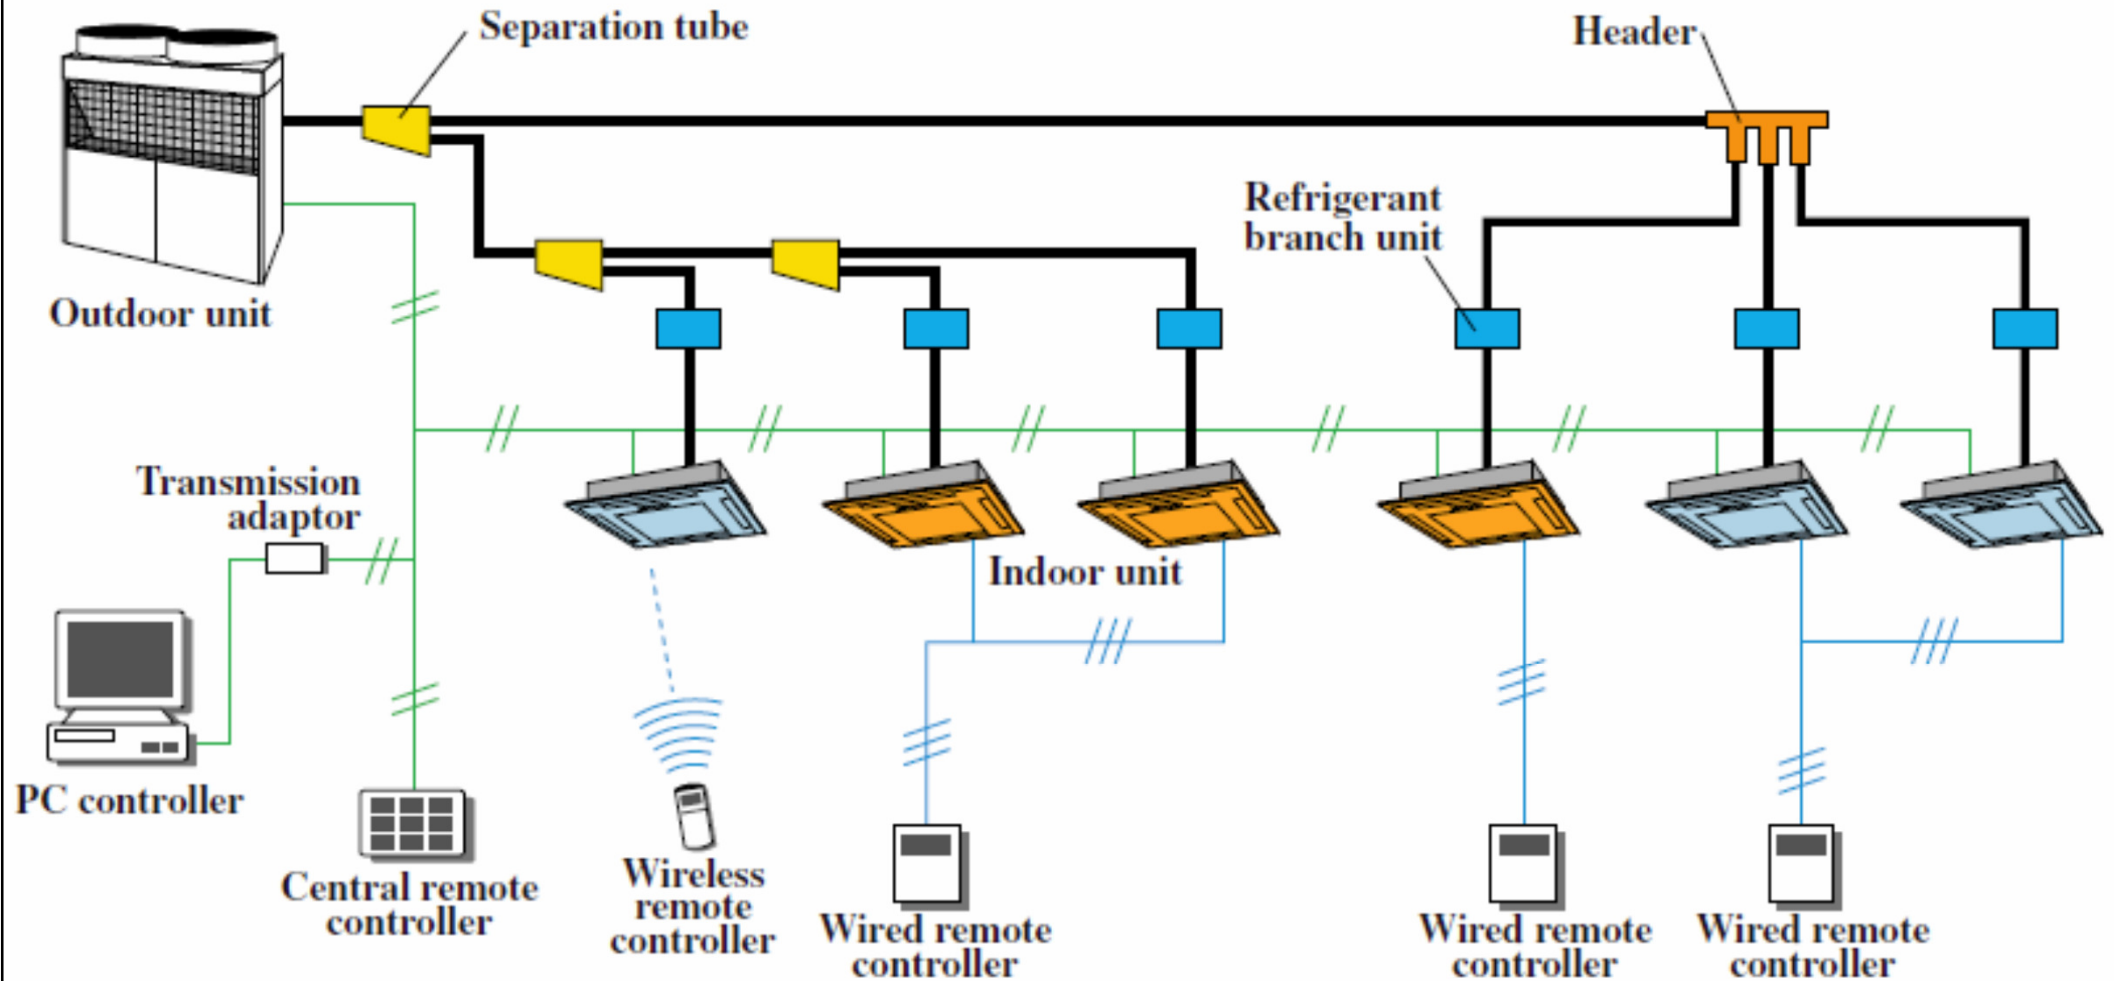 Separation tube
Header
Refrigerant
branch unit
Outdoor unit
Transmission
adaptor
Indoor unit
PC controller
Central remote
controller
Wireless
remote
controller
Wired remote
controller
Wired remote
controller
Wired remote
controller